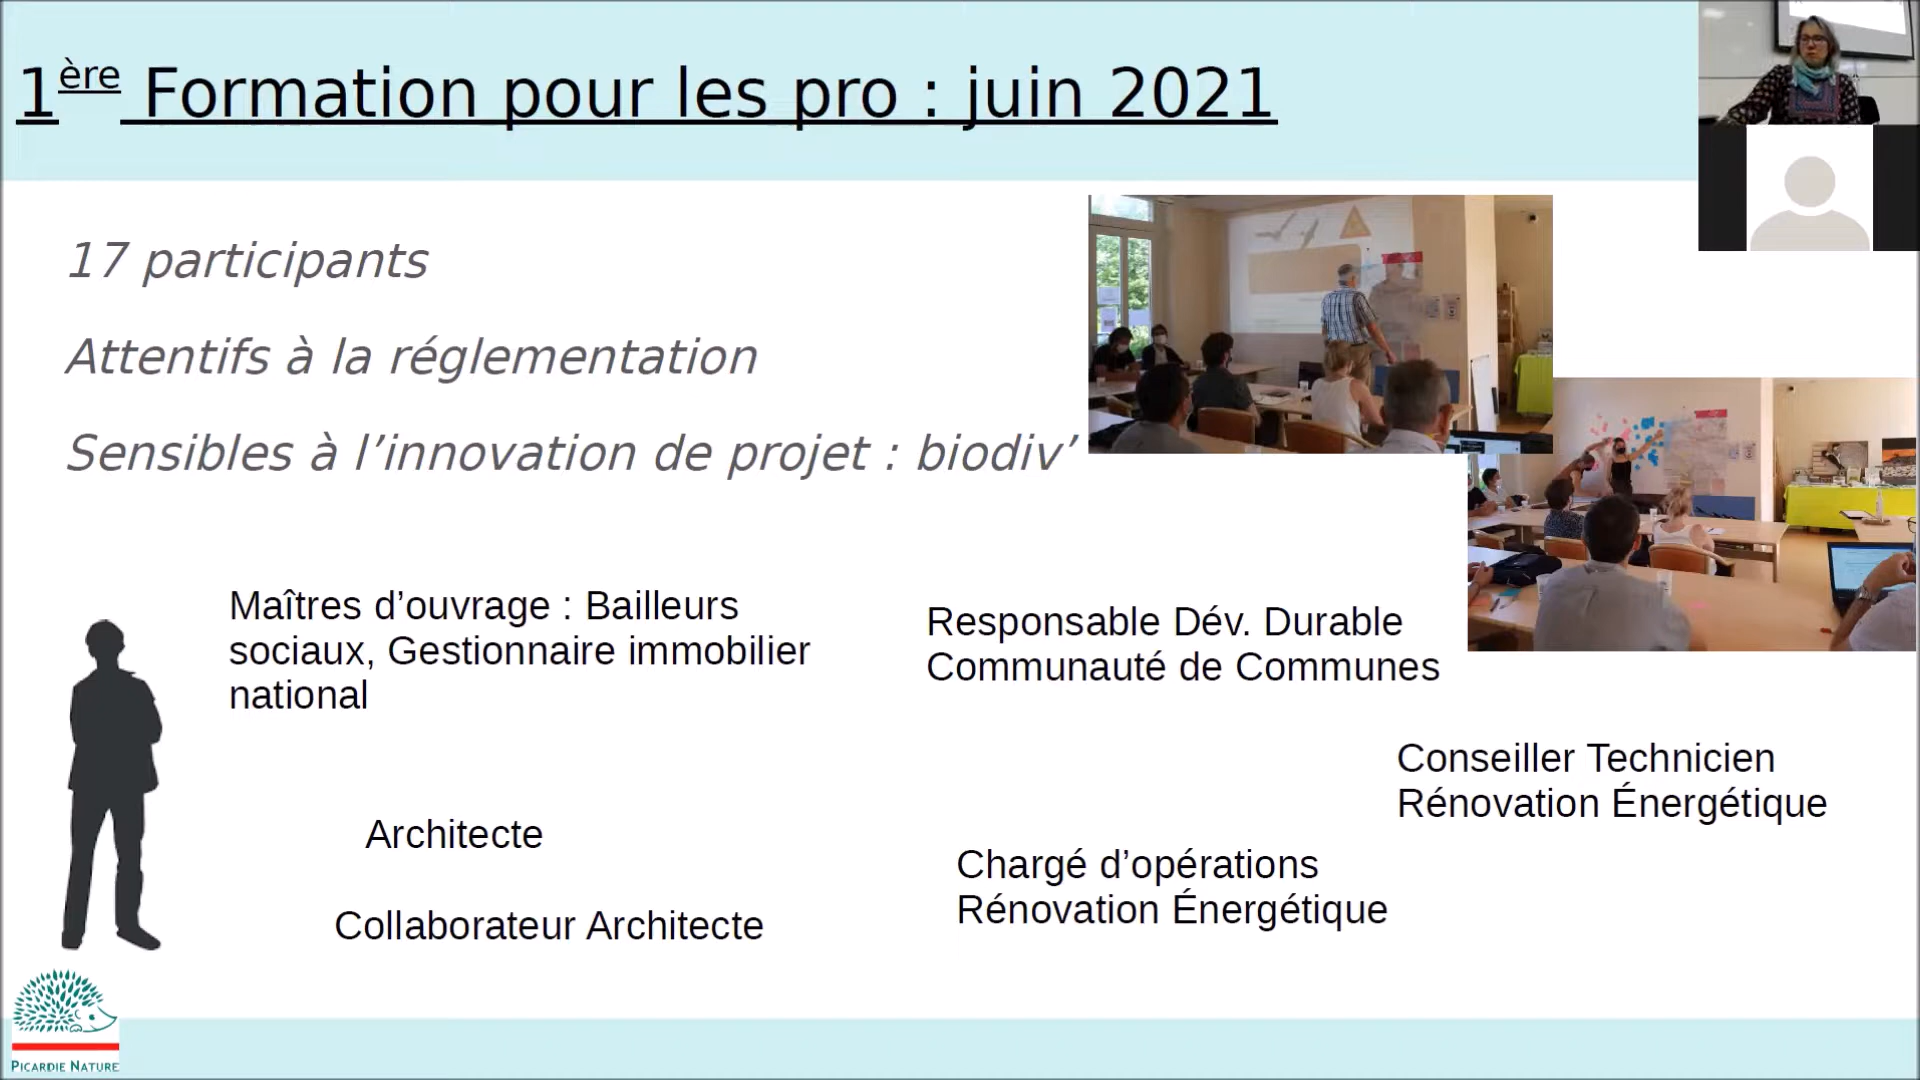 1ère Formation pour les pro : juin 2021
17 participants
Attentifs à la réglementation
Sensibles à l’innovation de projet : biodiv’
Maîtres d’ouvrage : Bailleurs
sociaux, Gestionnaire immobilier
national
Responsable Dév. Durable
Communauté de Communes
Conseiller Technicien
Rénovation Énergétique
Architecte
Chargé d’opérations
Rénovation Énergétique
Collaborateur Architecte
PICARDIE NATURE